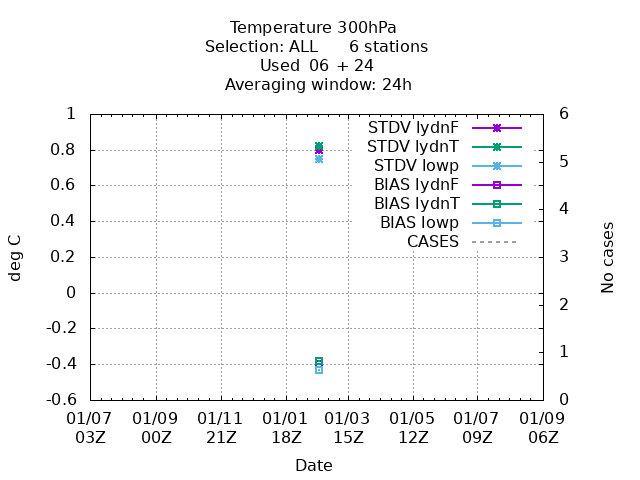 Temperature 300hPa
Selection: ALL 6 stations
Used 06 + 24
Averaging window: 24h
STDV lydnF
STDV lydnT
STDV lowp
BIAS lydnF
BIAS lydnT
BIAS lowp
CASES
deg C
1
0.8
0.6
0.4
0.2
0
-0.2
-0.4
-0.6
6
5
4
3
2
1
0
No cases
01/07 01/09 01/11 01/01 01/03 01/05 01/07 01/09
03Z 00Z 21Z 18Z 15Z 12Z 09Z 06Z
Date